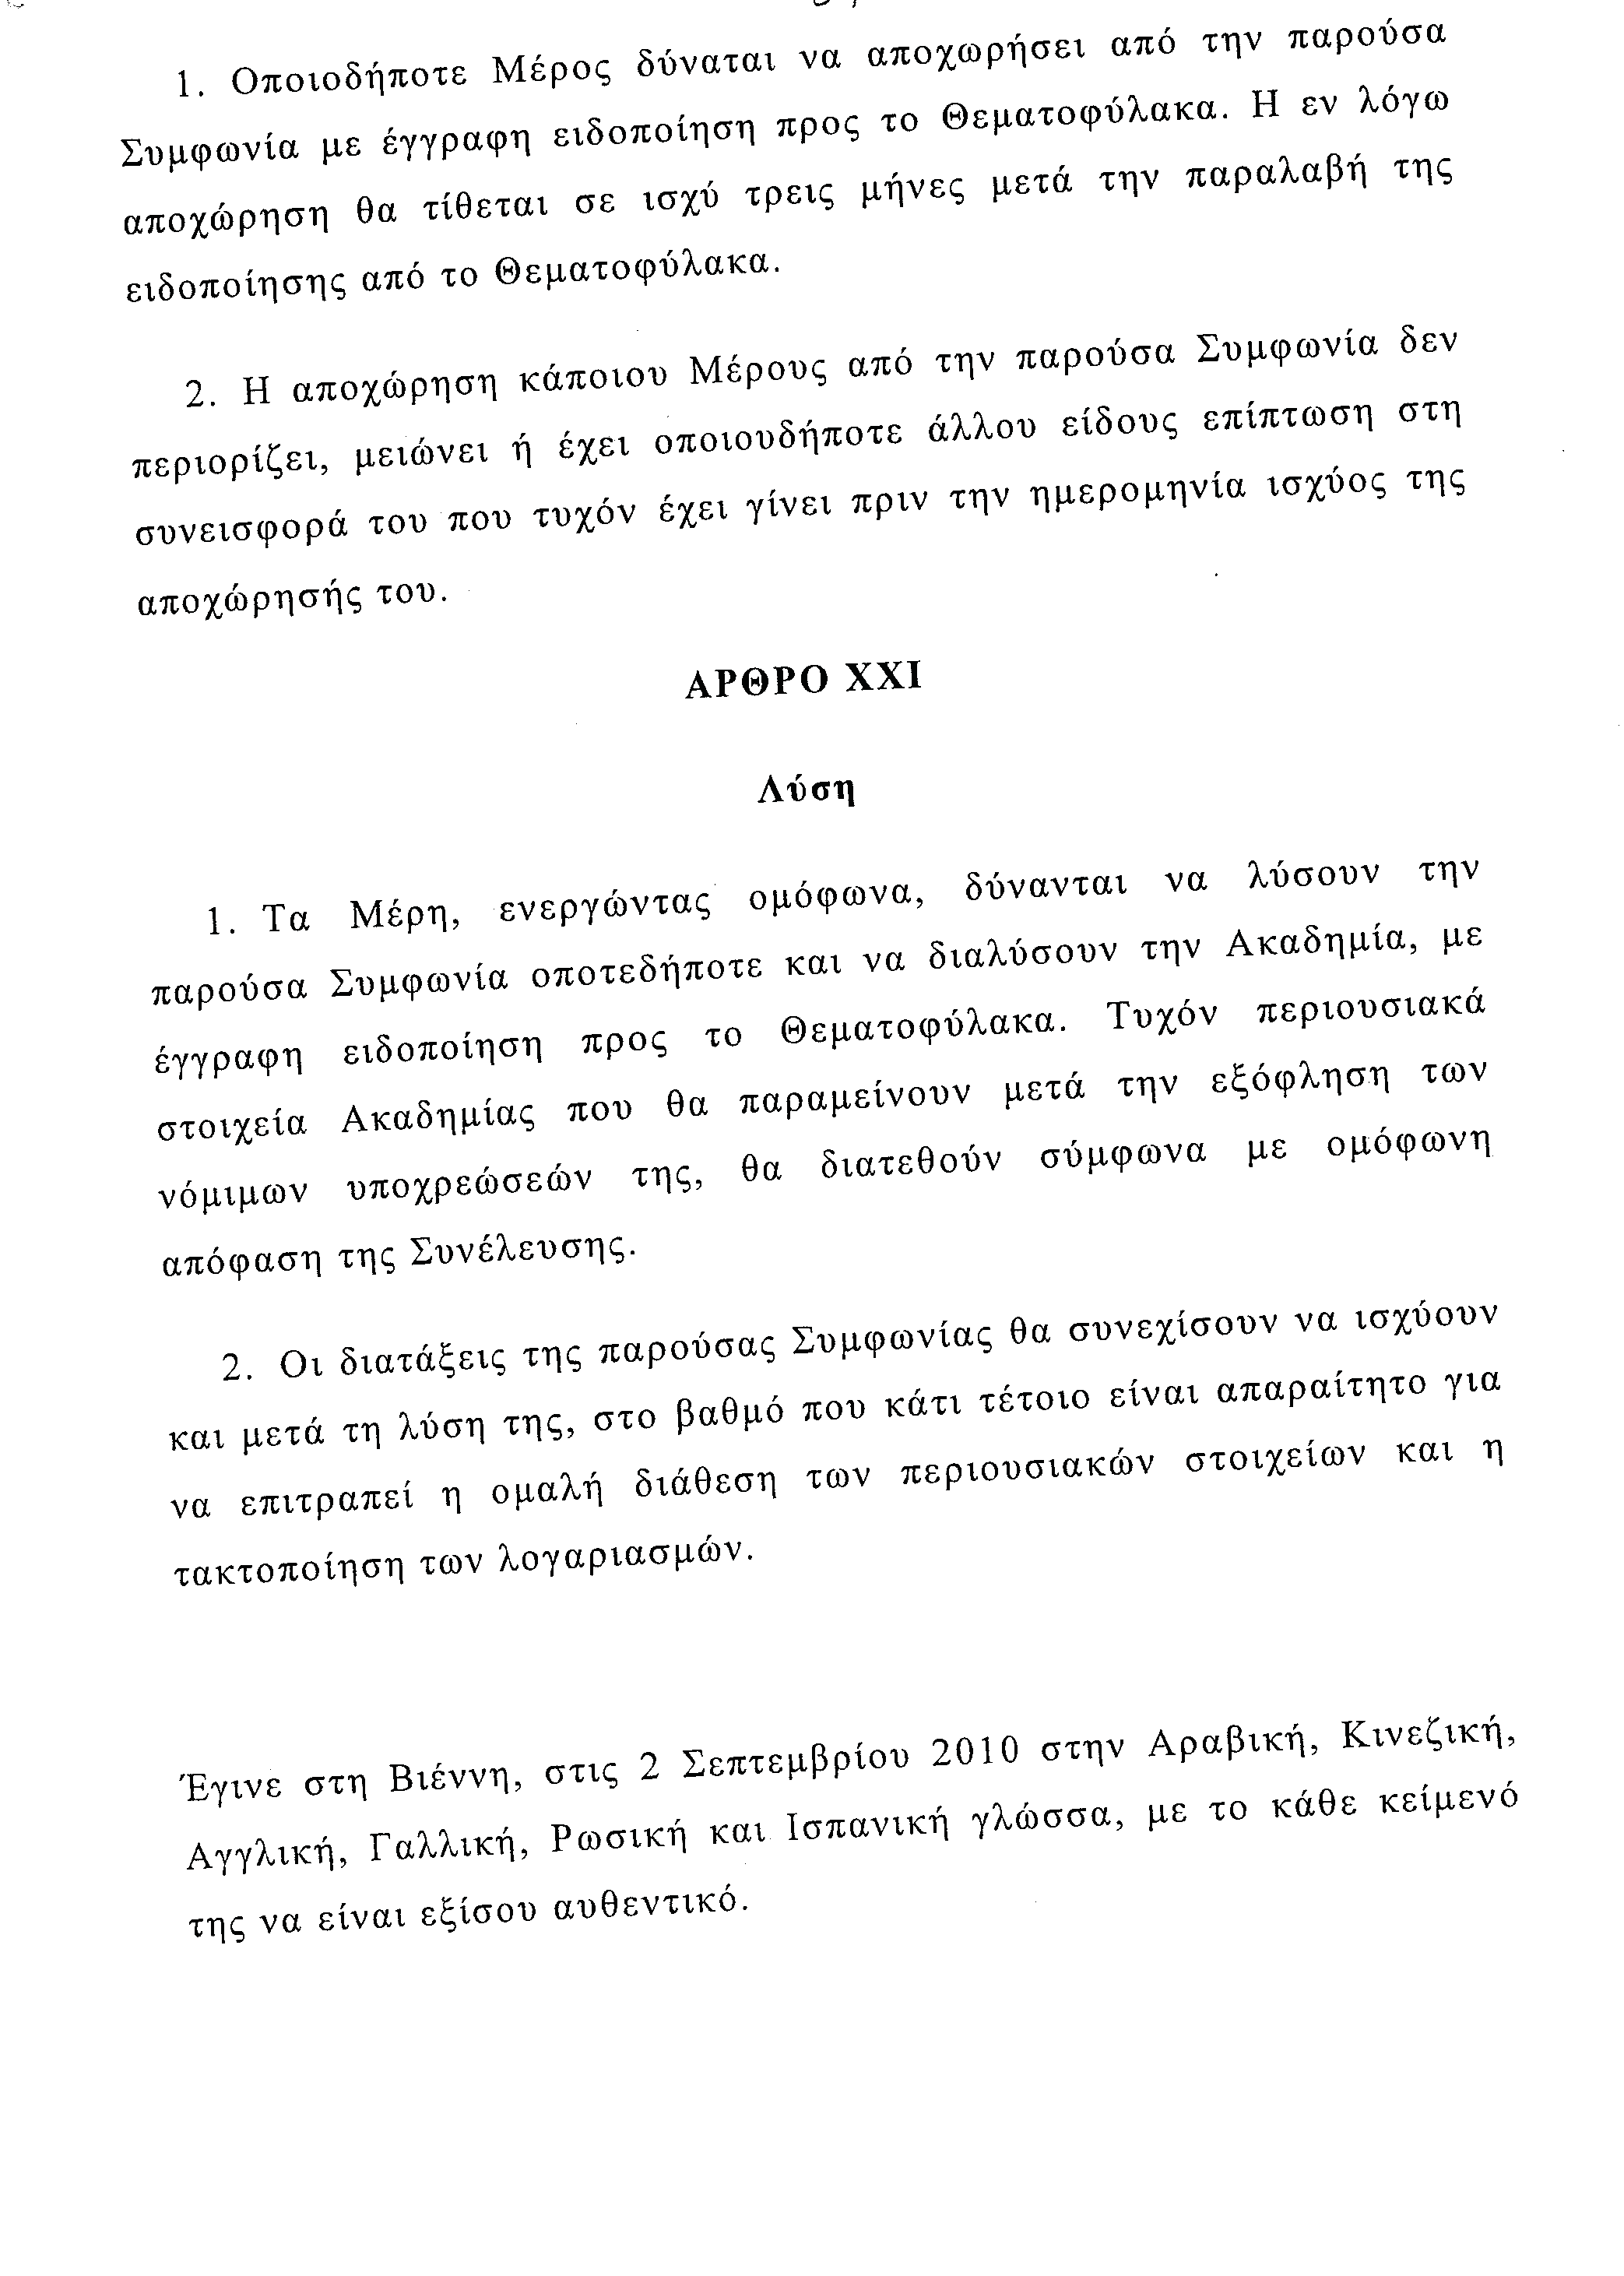 1. Οποιοδήποτε Μέρος δύναται να αποχωρήσει από την παρούσα
Συμφωνία με έγγραφη ειδοποίηση προς το Θεματοφύλακα. Η εν λόγω
αποχώρηση θα τίθεται σε ισχύ τρεις μήνες μετά την παραλαβή της
ειδοποίησης από το Θεματοφύλακα.
2. Η αποχώρηση κάποιου Μέρους από την παρούσα Συμφωνία δεν
περιορίζει, μειώνει ή έχει οποιουδήποτε άλλου είδους επίπτωση στη
συνεισφορά του που τυχόν έχει γίνει πριν την ημερομηνία ισχύος της
αποχώρησής του.
ΑΡΘΡΟ ΧΧΙ
Λύση
1. Τα Μέρη, ενεργώντας ομόφωνα, δύνανται να λύσουν την
παρούσα Συμφωνία οποτεδήποτε και να διαλύσουν την Ακαδημία, με
έγγραφη ειδοποίηση προς το Θεματοφύλακα. Τυχόν περιουσιακά
στοιχεία Ακαδημίας που θα παραμείνουν μετά την εξόφληση των
νόμιμων υποχρεώσεών της, θα διατεθούν σύμφωνα με ομόφωνη
απόφαση της Συνέλευσης.
2. Οι διατάξεις της παρούσας Συμφωνίας θα συνεχίσουν να ισχύουν
και μετά τη λύση της, στο βαθμό που κάτι τέτοιο είναι απαραίτητο για
να επιτραπεί η ομαλή διάθεση των περιουσιακών στοιχείων και η
τακτοποίηση των λογαριασμών.
Έγινε στη Βιέννη, στις 2 Σεπτεμβρίου 2010 στην Αραβική, Κινεζική,
Αγγλική, Γαλλική, Ρωσική και Ισπανική γλώσσα, με το κάθε κείμενό
της να είναι εξίσου αυθεντικό.